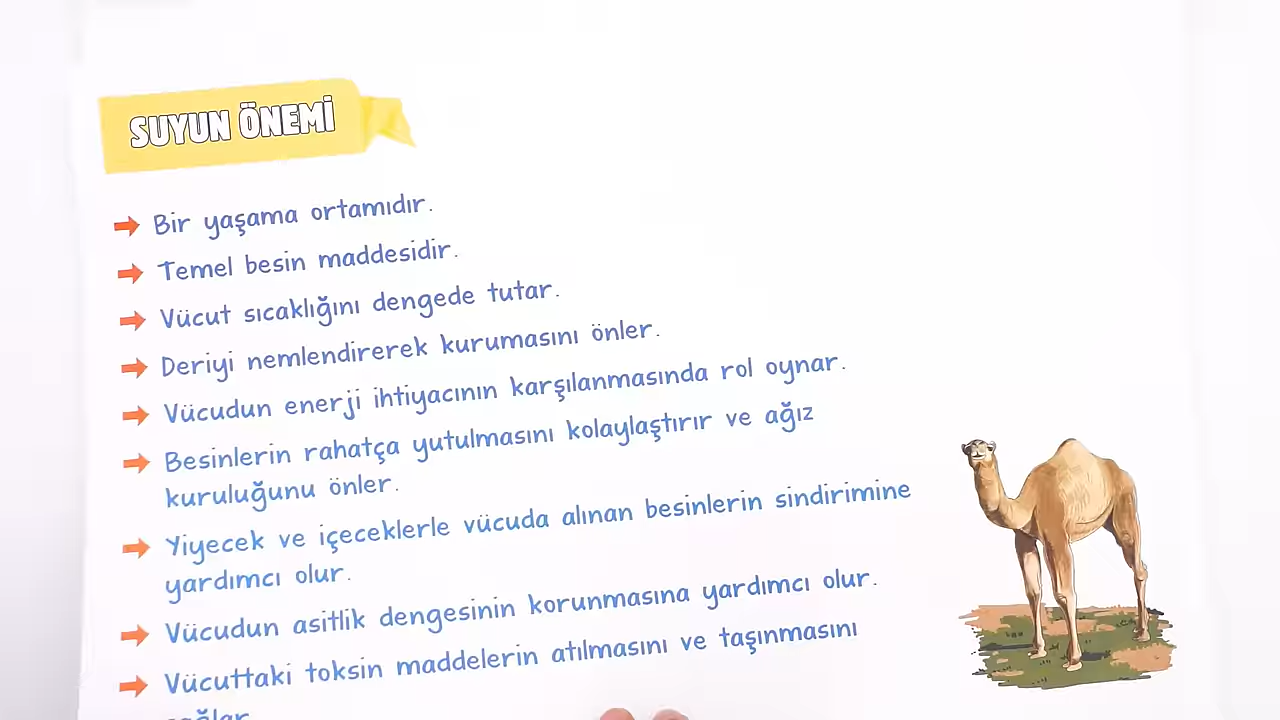 SUYUN ÖNEMİ
Bir yaşama ortamıdır.
Temel besin maddesidir.
Vücut sıcaklığını dengede tutar.
Deriyi nemlendirerek kurumasını önler.
Vücudun enerji ihtiyacının karşılanmasında rol oynar.
Besinlerin rahatça yutulmasını kolaylaştırır ve ağız
kuruluğunu önler.
Yiyecek ve içeceklerle vücuda alınan besinlerin sindirimine
yardımcı olur.
Vücudun asitlik dengesinin korunmasına yardımcı olur.
Vücuttaki toksin maddelerin atılmasını ve taşınmasını
sağlar.